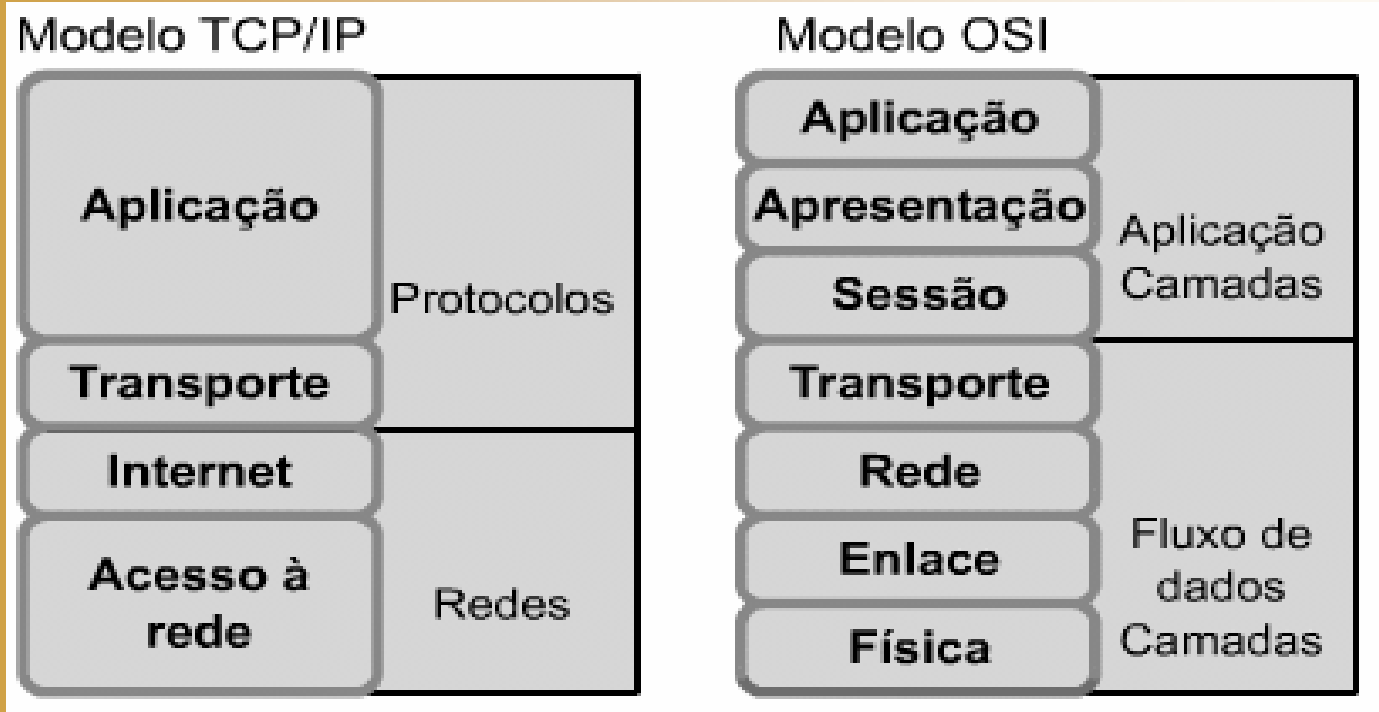 Modelo TCP/IP
Aplicação
Transporte
Internet
Acesso à
rede
Protocolos
Redes
Modelo OSI
Aplicação
Apresentação
Sessão
Transporte
Rede
Enlace
Física
Aplicação
Camadas
Fluxo de
dados
Camadas